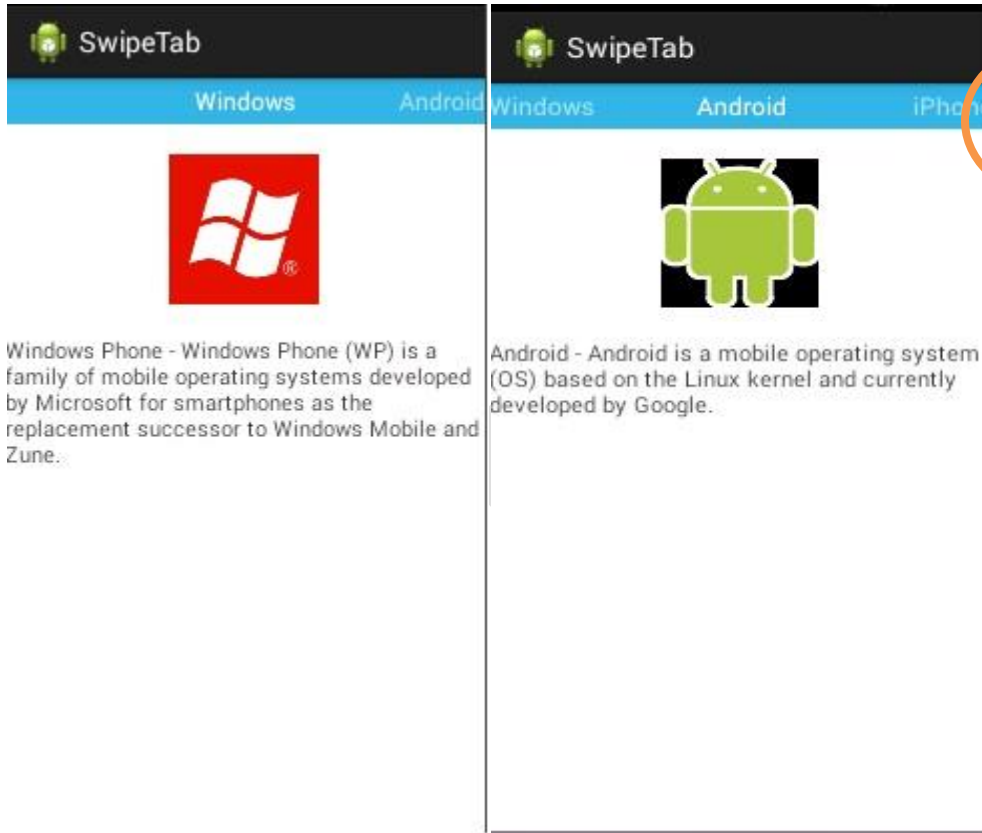 SwipeTab
Windows Android
Windows Phone - Windows Phone (WP) is a
family of mobile operating systems developed
by Microsoft for smartphones as the
replacement successor to Windows Mobile and
Zune.
SwipeTab
Windows Android iPhone
Android - Android is a mobile operating system
(OS) based on the Linux kernel and currently
developed by Google.
®